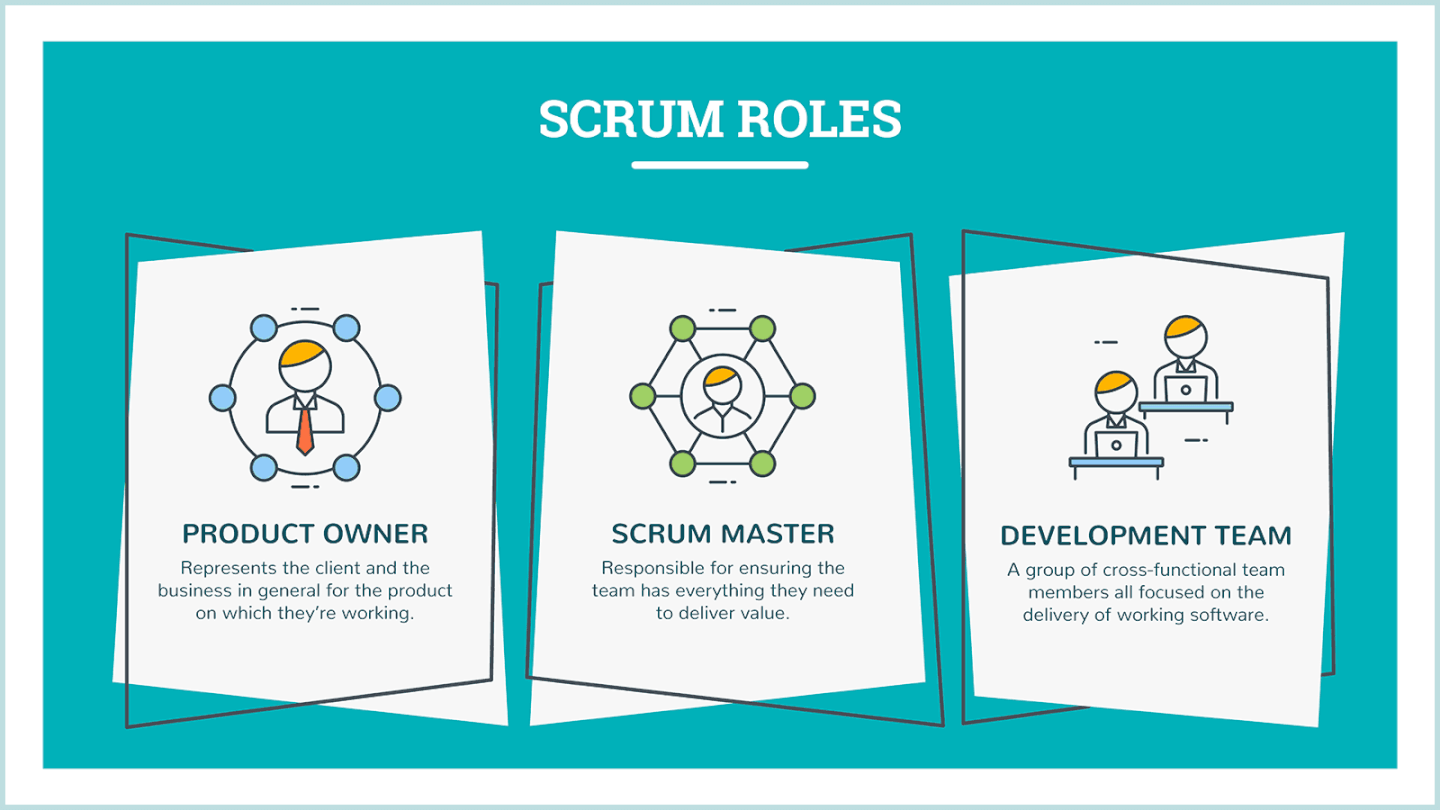 SCRUM ROLES
PRODUCT OWNER
Represents the client and the
business in general for the product
on which they're working.
SCRUM MASTER
Responsible for ensuring the
team has everything they need
to deliver value.
DEVELOPMENT TEAM
A group of cross-functional team
members all focused on the
delivery of working software.